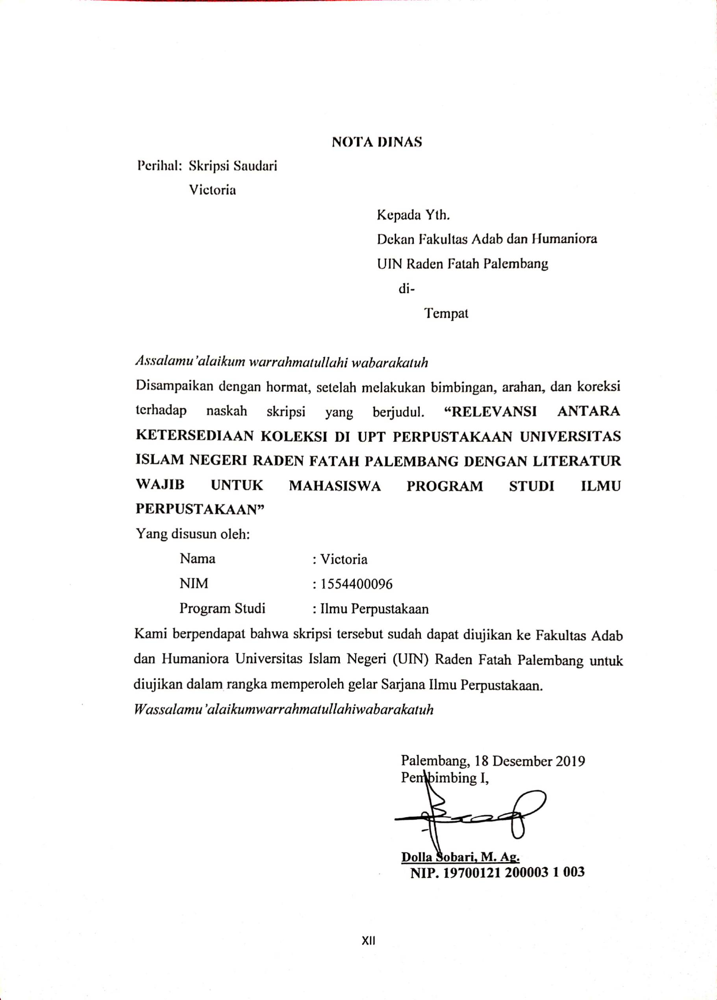 NOTA DINAS
Perihal: Skripsi Saudari
Victoria
Kepada Yth.
Dekan Fakultas Adab dan Humaniora
UIN Raden Fatah Palembang
di-
Tempat
Assalamu’alaikum warrahmatullahi wabarakatuh
Disampaikan dengan hormat, setelah melakukan bimbingan, arahan, dan koreksi
terhadap naskah skripsi yang berjudul. “RELEVANSI ANTARA
KETERSEDIAAN KOLEKSI DI UPT PERPUSTAKAAN UNIVERSITAS
ISLAM NEGERI RADEN FATAH PALEMBANG DENGAN LITERATUR
WAJIB UNTUK MAHASISWA PROGRAM STUDI ILMU
PERPUSTAKAAN”
Yang disusun oleh:
Nama : Victoria
NIM : 1554400096
Program Studi : Ilmu Perpustakaan
Kami berpendapat bahwa skripsi tersebut sudah dapat diujikan ke Fakultas Adab
dan Humaniora Universitas Islam Negeri (UIN) Raden Fatah Palembang untuk
diujikan dalam rangka memperoleh gelar Sarjana Ilmu Perpustakaan.
Wassalamu’alaikumwarrahmatullahiwabarakatuh
Palembang, 18 Desember 2019
Pembimbing I,
Dolla Sobari, M. Ag.
NIP. 19700121 200003 1 003
XII